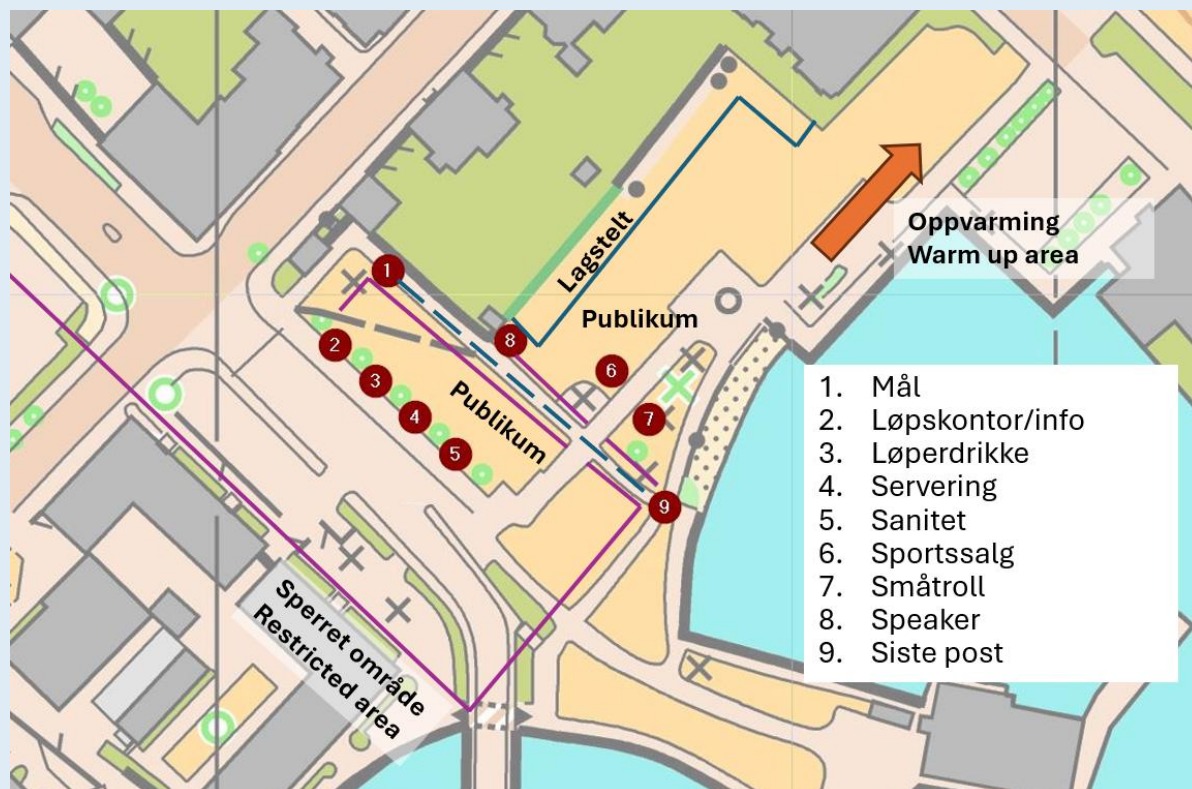 1
Lagstelt
Oppvarming
Warm up area
8
Publikum
2
6
3
Publikum
7
4
5
9
Sperret område
Restricted area
1. Mål
2. Løpskontor/info
3. Løperdrikke
4. Servering
5. Sanitet
6. Sportssalg
7. Småtroll
8. Speaker
9. Siste post